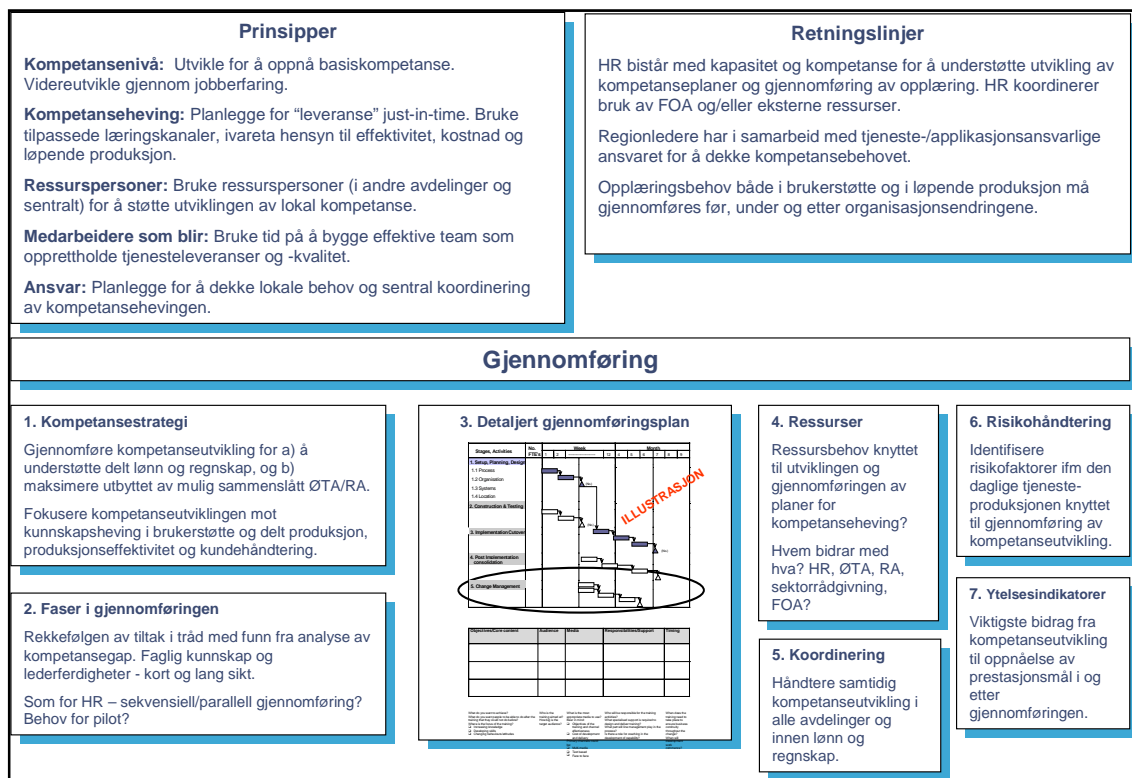 Prinsipper
Kompetansenivå: Utvikle for å oppnå basiskompetanse.
Videreutvikle gjennom jobberfaring.
Kompetanseheving: Planlegge for “leveranse” just-in-time. Bruke
tilpassede læringskanaler, ivareta hensyn til effektivitet, kostnad og
løpende produksjon.
Ressurspersoner: Bruke ressurspersoner (i andre avdelinger og
sentralt) for å støtte utviklingen av lokal kompetanse.
Medarbeidere som blir: Bruke tid på å bygge effektive team som
opprettholde tjenesteleveranser og -kvalitet.
Ansvar: Planlegge for å dekke lokale behov og sentral koordinering
av kompetansehevingen.
Retningslinjer
HR bistår med kapasitet og kompetanse for å understøtte utvikling av
kompetanseplaner og gjennomføring av opplæring. HR koordinerer
bruk av FOA og/eller eksterne ressurser.
Regionledere har i samarbeid med tjeneste-/applikasjonsansvarlige
ansvaret for å dekke kompetansebehovet.
Opplæringsbehov både i brukerstøtte og i løpende produksjon må
gjennomføres før, under og etter organisasjonsendringene.
Gjennomføring
1. Kompetansestrategi
Gjennomføre kompetanseutvikling for a) å
understøtte delt lønn og regnskap, og b)
maksimere utbyttet av mulig sammenslått ØTA/RA.
Fokusere kompetanseutviklingen mot
kunnskapsheving i brukerstøtte og delt produksjon,
produksjonseffektivitet og kundehåndtering.
2. Faser i gjennomføringen
Rekkefølgen av tiltak i tråd med funn fra analyse av
kompetansegap. Faglig kunnskap og
lederferdigheter - kort og lang sikt.
Som for HR – sekvensiell/parallell gjennomføring?
Behov for pilot?
3. Detaljert gjennomføringsplan
Stages, Activities
No.
FTE's
Week
Month
1. Setup, Planning, Design
1.1 Process
1.2 Organisation
1.3 Systems
1.4 Location
2. Construction & Testing
3. Implementation Cutover
4. Post Implementation
consolidation
5. Change Management
ILLUSTRASJON
Objectives/Core content Audience Media Responsibilities/Support Timing
4. Ressurser
Ressursbehov knyttet
til utviklingen og
gjennomføringen av
planer for
kompetanseheving?
Hvem bidrar med
hva? HR, ØTA, RA,
sektorrådgivning,
FOA?
5. Koordinering
Håndtere samtidig
kompetanseutvikling i
alle avdelinger og
innen lønn og
regnskap.
6. Risikohåndtering
Identifisere
risikofaktorer ifm den
daglige tjeneste-
produksjonen knyttet
til gjennomføring av
kompetanseutvikling.
7. Ytelsesindikatorer
Viktigste bidrag fra
kompetanseutvikling
til oppnåelse av
prestasjonsmål i og
etter
gjennomføringen.